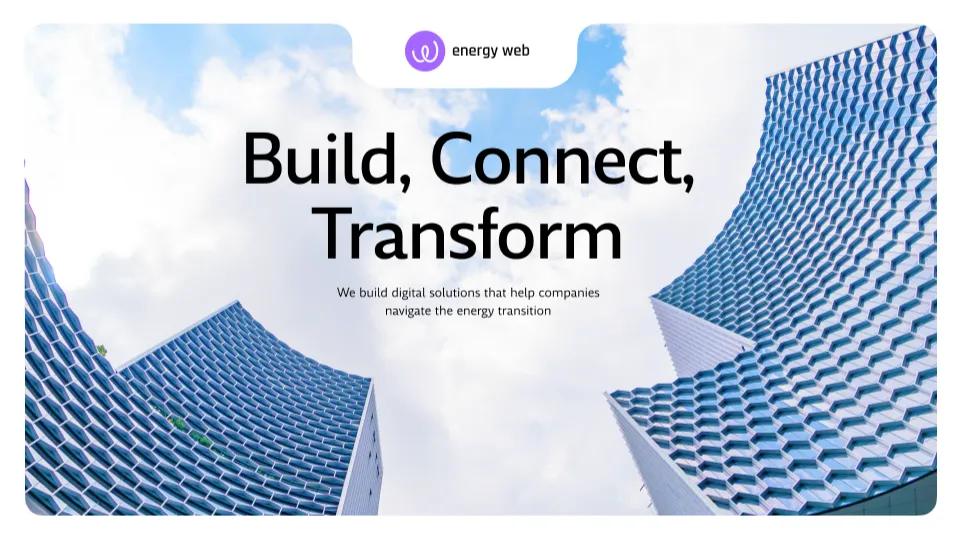 energy web
Build, Connect,
Transform
We build digital solutions that help companies
navigate the energy transition